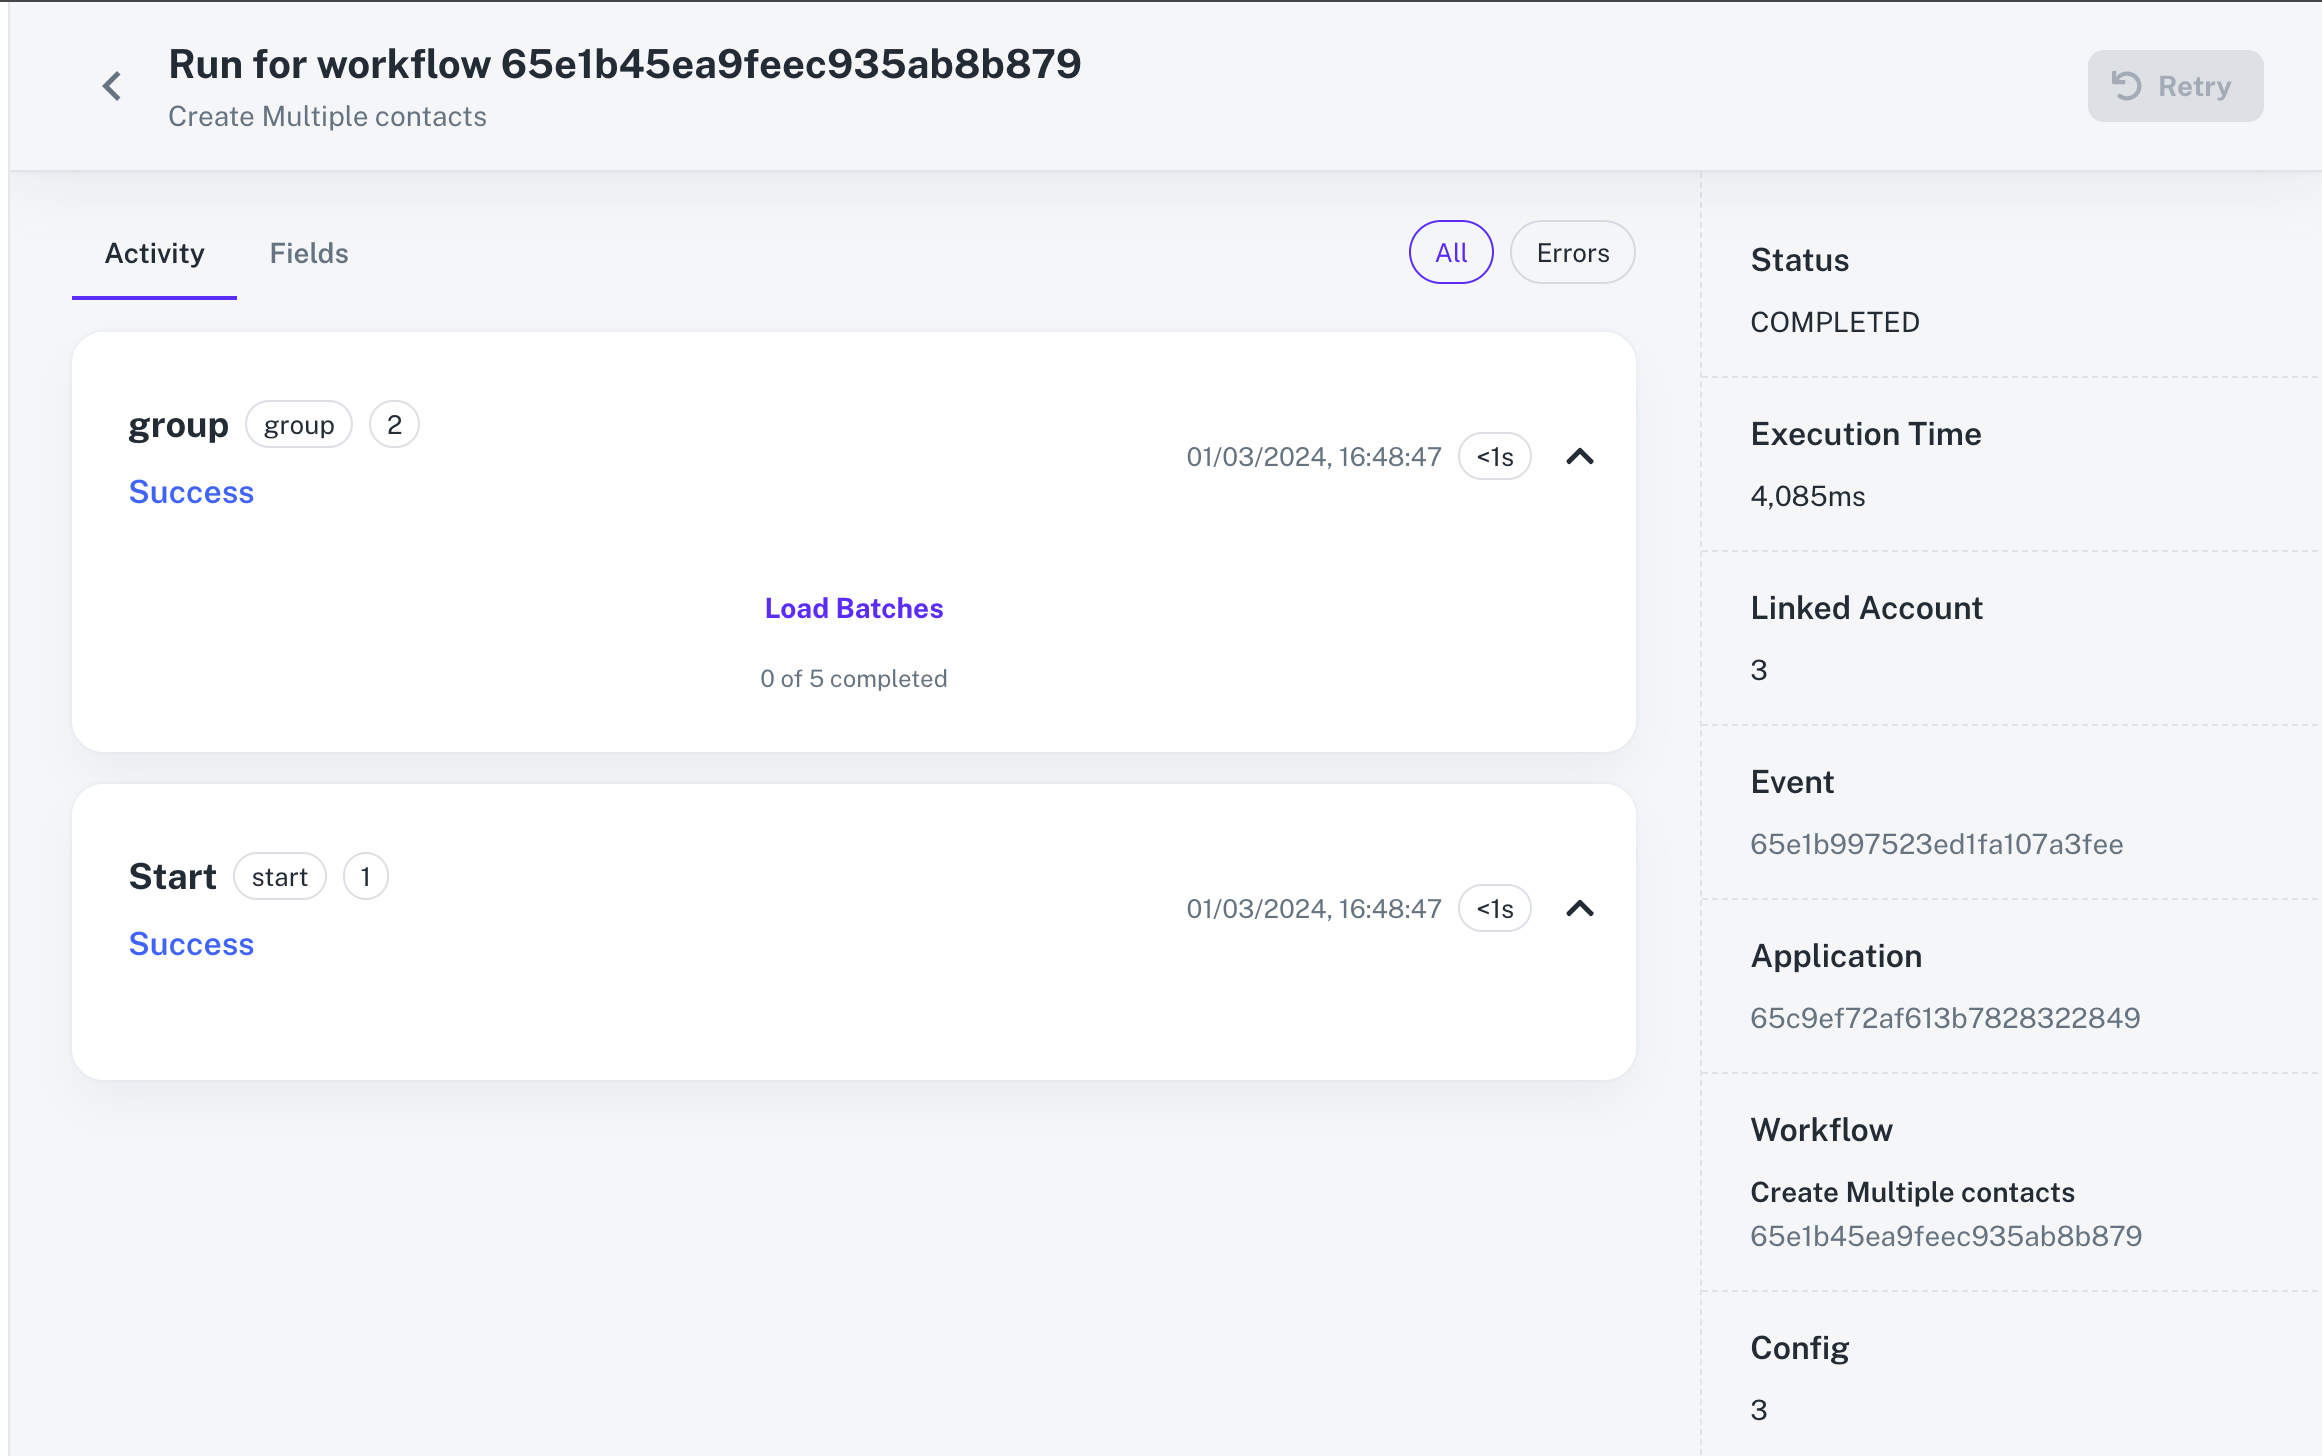 Run for workflow 65e1b45ea9feec935ab8b879
Create Multiple contacts
Retry
Activity
Fields
All
Errors
group group 2
Success
01/03/2024, 16:48:47 <1s
Load Batches
0 of 5 completed
Start start 1
Success
01/03/2024, 16:48:47 <1s
Status
COMPLETED
Execution Time
4,085ms
Linked Account
3
Event
65e1b997523ed1fa107a3fee
Application
65c9ef72af613b7828322849
Workflow
Create Multiple contacts
65e1b45ea9feec935ab8b879
Config
3